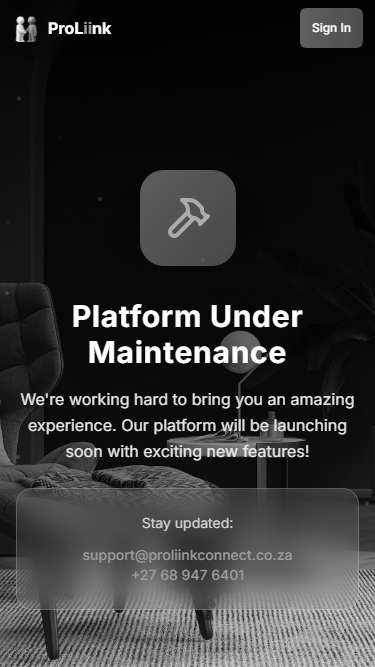 ProLiink
Sign In
Platform Under
Maintenance
We're working hard to bring you an amazing
experience. Our platform will be launching
soon with exciting new features!
Stay updated:
support@proliinkconnect.co.za
+27 68 947 6401